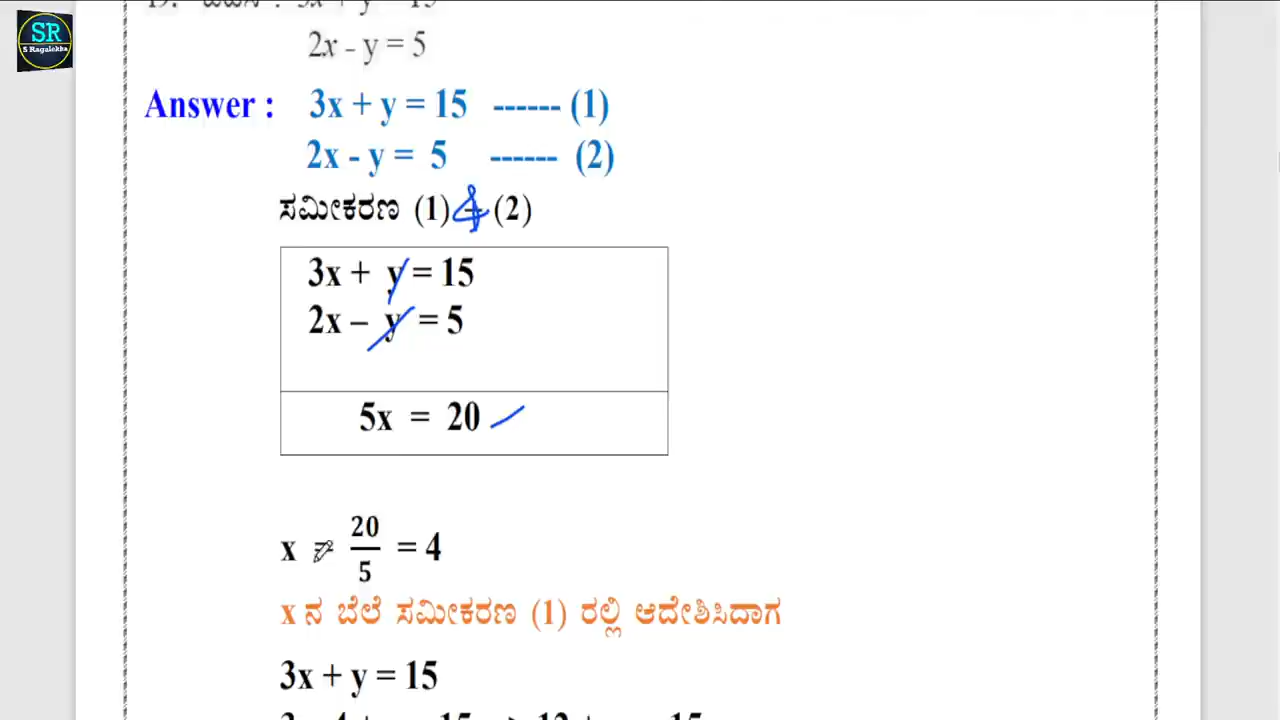 SR
S Ragalekka
2x - y = 5
Answer : 3x + y = 15 ------ (1)
2x - y = 5 ------ (2)
ಸಮೀಕರಣ (1) + (2)
3x + y = 15
2x – y = 5
5x = 20
x = 20/5 = 4
x ನ ಬೆಲೆ ಸಮೀಕರಣ (1) ರಲ್ಲಿ ಆದೇಶಿಸಿದಾಗ
3x + y = 15